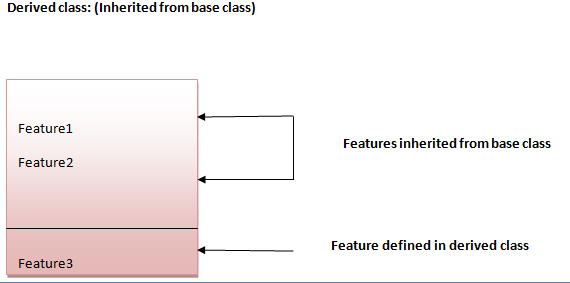 Derived class: (Inherited from base class)
Feature1
Features inherited from base class
Feature2
Feature defined in derived class
Feature3